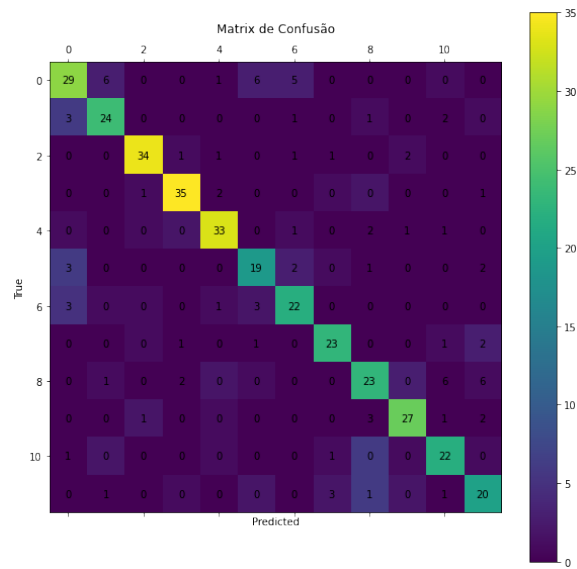 Matrix de Confusão
0 2 4 6 8 10
0 29 6 0 0 1 6 5 0 0 0 0 0
3 24 0 0 0 0 1 0 1 0 2 0
2 0 0 34 1 1 0 1 1 0 2 0 0
0 0 1 35 2 0 0 0 0 0 0 1
4 0 0 0 0 33 0 1 0 2 1 1 0
3 0 0 0 0 19 2 0 1 0 0 2
6 3 0 0 0 1 3 22 0 0 0 0 0
0 0 0 1 0 1 0 23 0 0 1 2
8 0 1 0 2 0 0 0 0 23 0 6 6
0 0 1 0 0 0 0 0 3 27 1 2
10 1 0 0 0 0 0 0 1 0 0 22 0
0 1 0 0 0 0 0 3 1 0 1 20
True
Predicted
35
30
25
20
15
10
5
0